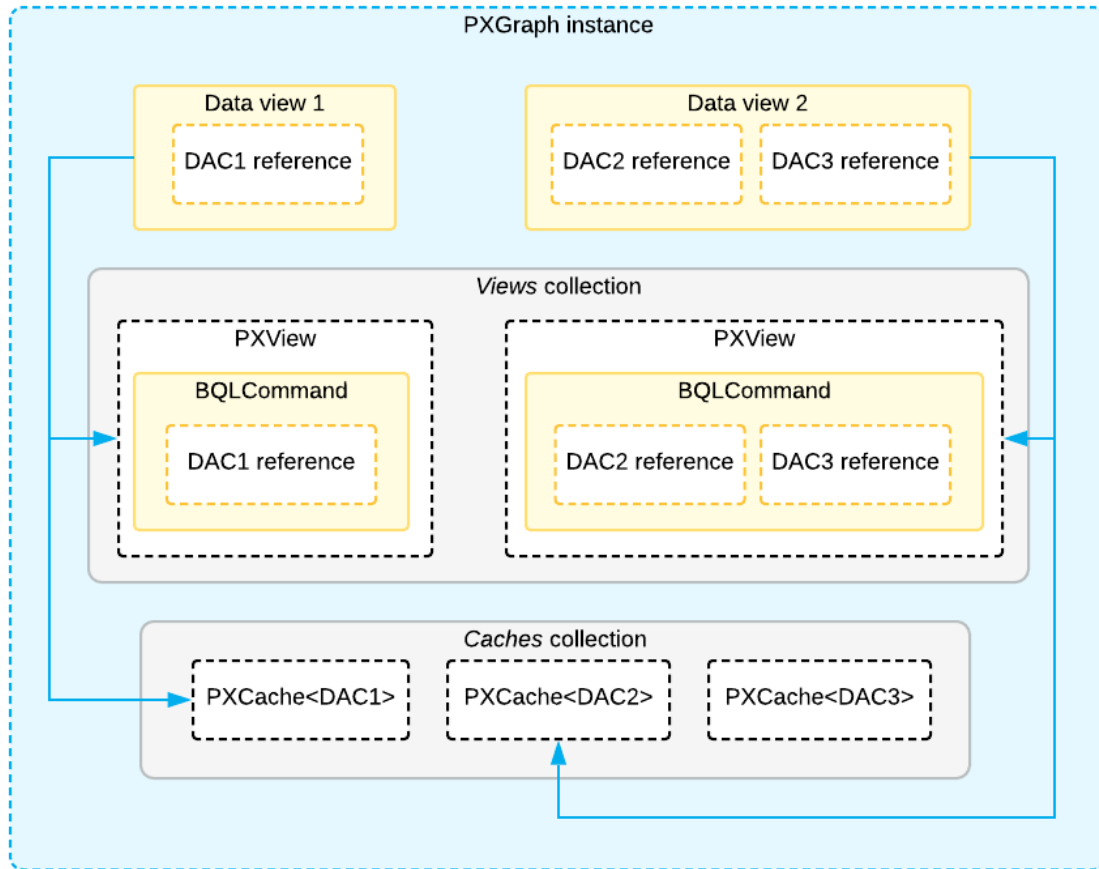 PXGraph instance
Data view 1
DAC1 reference
Data view 2
DAC2 reference
DAC3 reference
Views collection
PXView
BQLCommand
DAC1 reference
PXView
BQLCommand
DAC2 reference
DAC3 reference
Caches collection
PXCache<DAC1>
PXCache<DAC2>
PXCache<DAC3>